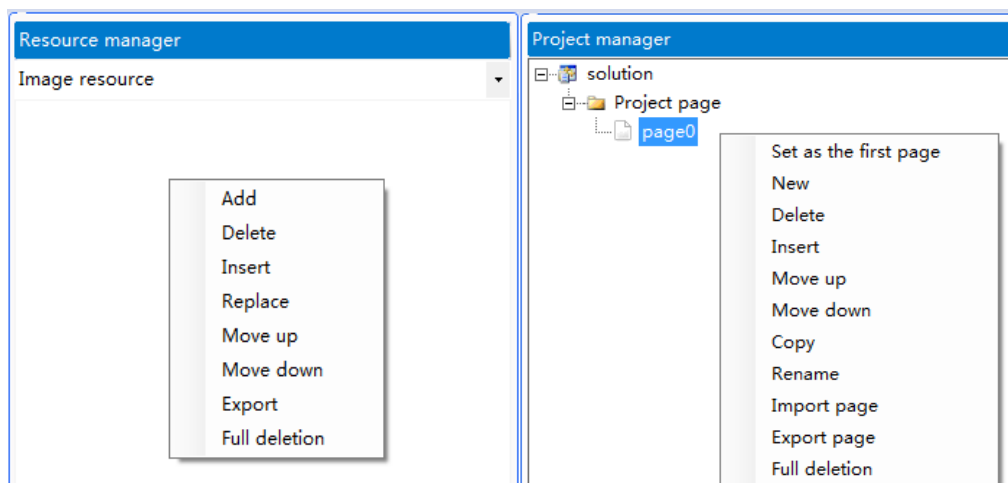 Resource manager
Image resource
Add
Delete
Insert
Replace
Move up
Move down
Export
Full deletion
Project manager
solution
Project page
page0
Set as the first page
New
Delete
Insert
Move up
Move down
Copy
Rename
Import page
Export page
Full deletion